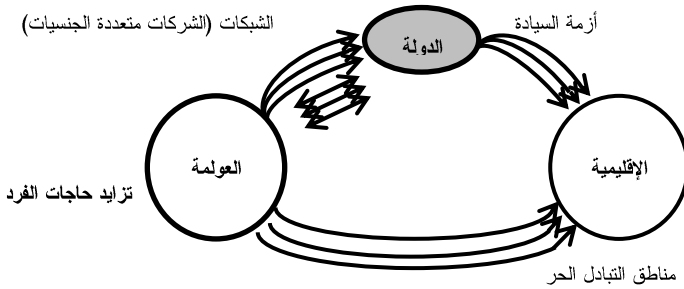 أزمة السيادة
الشبكات (الشركات متعددة الجنسيات)
الدولة
الإقليمية
العولمة
تزايد حاجات الفرد
مناطق التبادل الحر